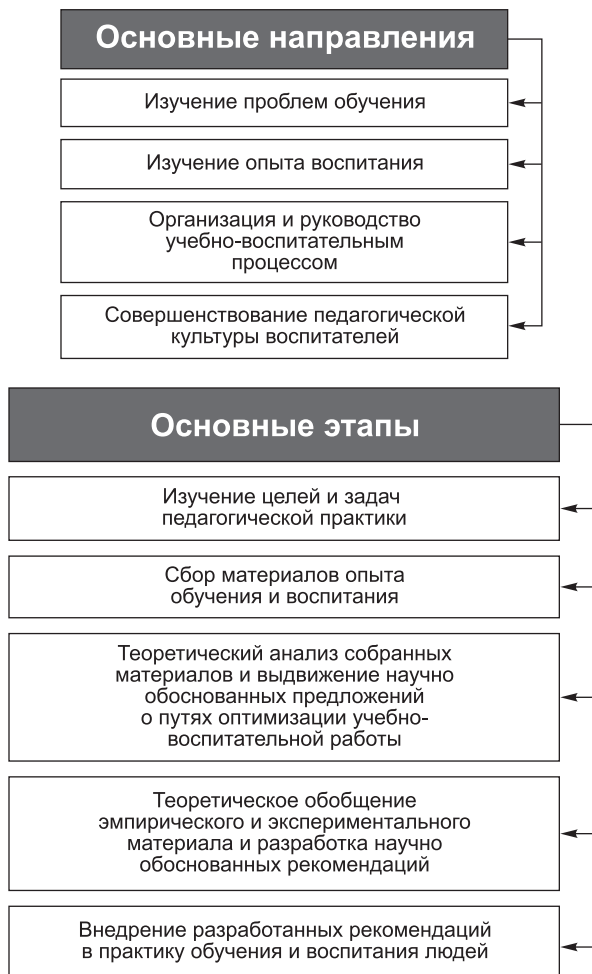 Основные направления
Изучение проблем обучения
Изучение опыта воспитания
Организация и руководство
учебно-воспитательным
процессом
Совершенствование педагогической
культуры воспитателей
Основные этапы
Изучение целей и задач
педагогической практики
Сбор материалов опыта
обучения и воспитания
Теоретический анализ собранных
материалов и выдвижение научно
обоснованных предложений
о путях оптимизации учебно-
воспитательной работы
Теоретическое обобщение
эмпирического и экспериментального
материала и разработка научно
обоснованных рекомендаций
Внедрение разработанных рекомендаций
в практику обучения и воспитания людей